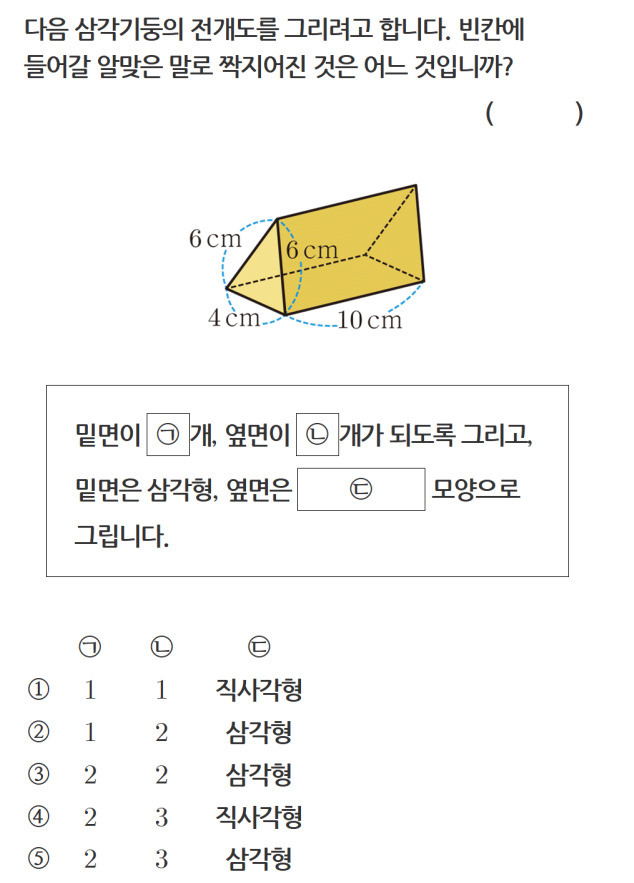 다음 삼각기둥의 전개도를 그리려고 합니다. 빈칸에
들어갈 알맞은 말로 짝지어진 것은 어느 것입니까?
( )
6 cm
6 cm
4 cm
10 cm
밑면이 ㉠ 개, 옆면이 ㉡ 개가 되도록 그리고,
밑면은 삼각형, 옆면은 ㉢ 모양으로
그립니다.
㉠ ㉡ ㉢
① 1 1 직사각형
② 1 2 삼각형
③ 2 2 삼각형
④ 2 3 직사각형
⑤ 2 3 삼각형